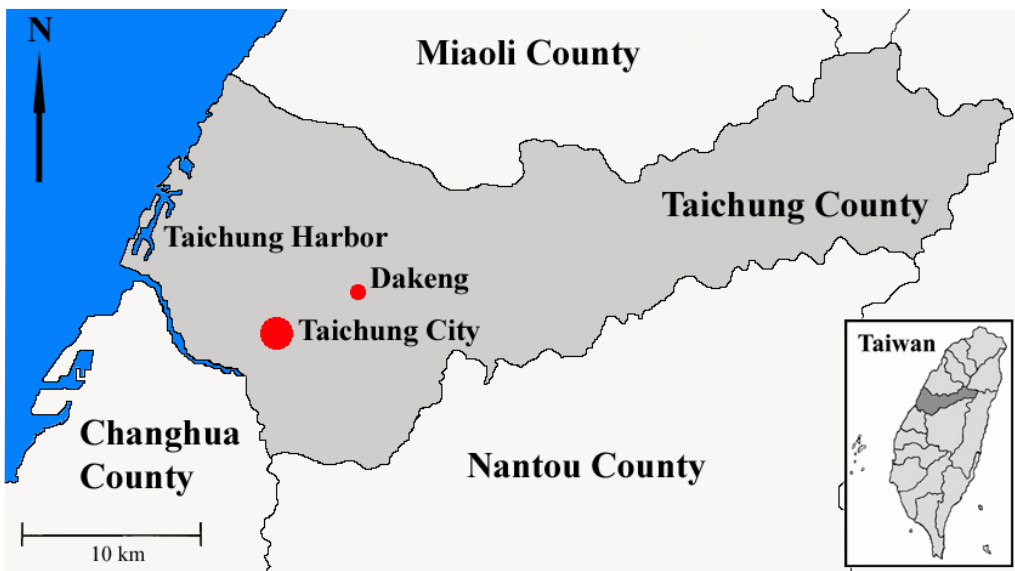 N
Miaoli County
Taichung County
Taichung Harbor
Dakeng
Taichung City
Taiwan
Changhua
County
Nantou County
10 km